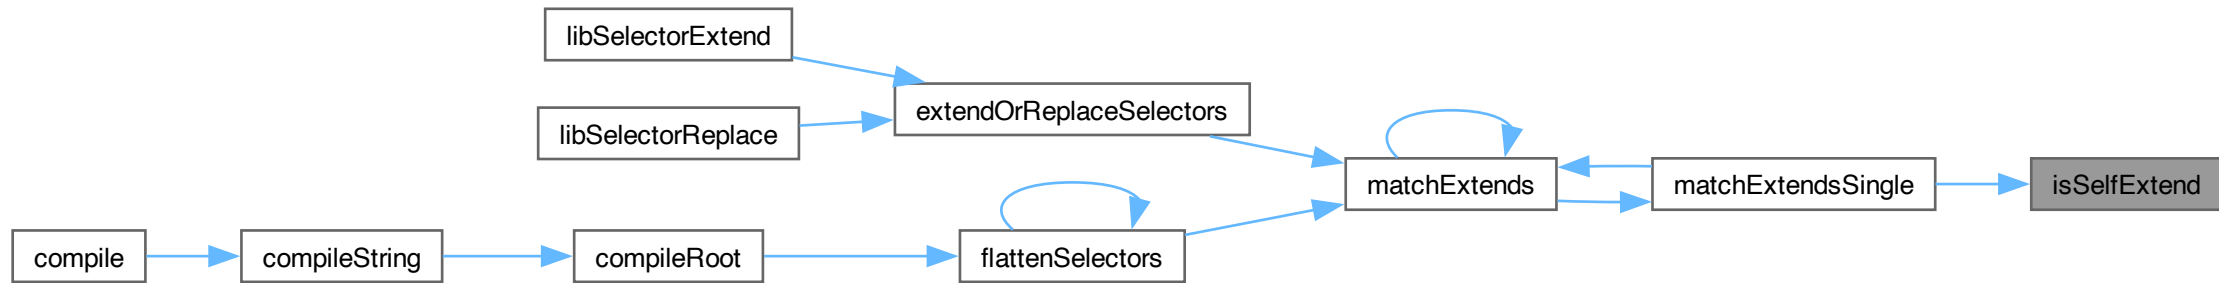 libSelectorExtend
extendOrReplaceSelectors
libSelectorReplace
matchExtends
matchExtendsSingle
isSelfExtend
compile
compileString
compileRoot
flattenSelectors